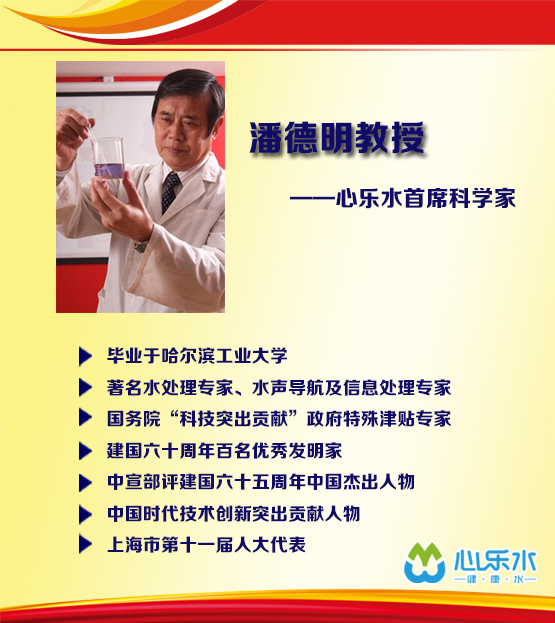 潘德明教授
——心乐水首席科学家
毕业于哈尔滨工业大学
著名水处理专家、水声导航及信息处理专家
国务院“科技突出贡献”政府特殊津贴专家
建国六十周年百名优秀发明家
中宣部评建国六十五周年中国杰出人物
中国时代技术创新突出贡献人物
上海市第十一届人大代表
心乐水
—健·康·水—